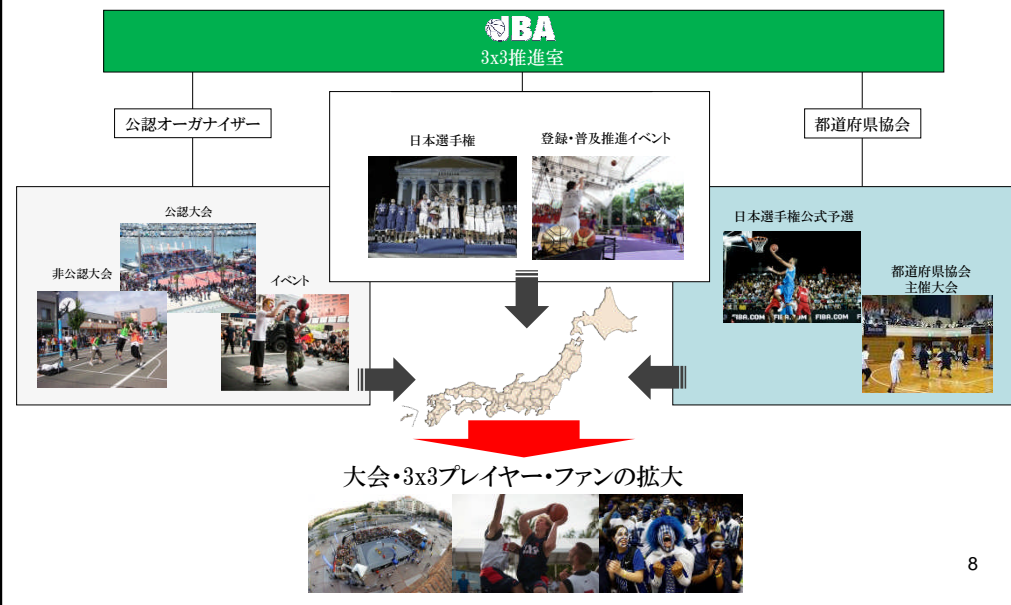 JBA
3x3推進室
公認オーガナイザー
都道府県協会
日本選手権
登録・普及推進イベント
公認大会
非公認大会
イベント
日本選手権公式予選
都道府県協会
主催大会
FIBA.COM
FIBA.COM
大会・3x3プレイヤー・ファンの拡大
8